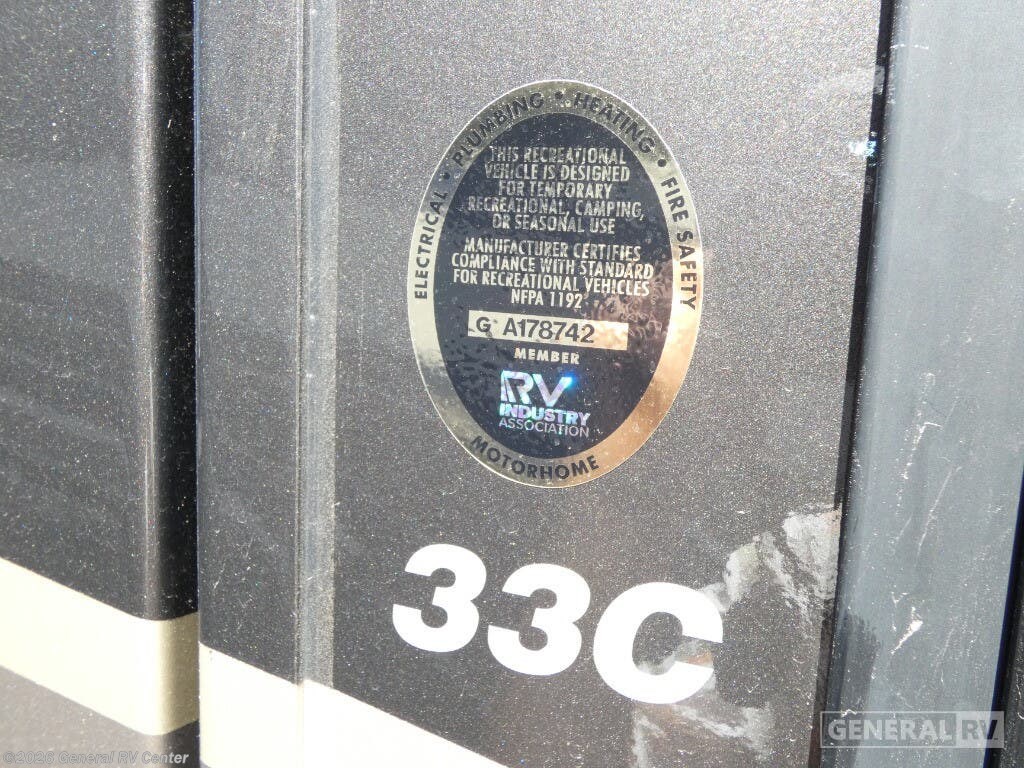 ELECTRICAL • PLUMBING • HEATING • FIRE SAFETY
THIS RECREATIONAL
VEHICLE IS DESIGNED
FOR TEMPORARY
RECREATIONAL, CAMPING,
OR SEASONAL USE
MANUFACTURER CERTIFIES
COMPLIANCE WITH STANDARD
FOR RECREATIONAL VEHICLES
NFPA 1192
G* A178742
MEMBER
RV
INDUSTRY
ASSOCIATION
MOTORHOME
33C
GENERAL RV
©2026 General RV Center